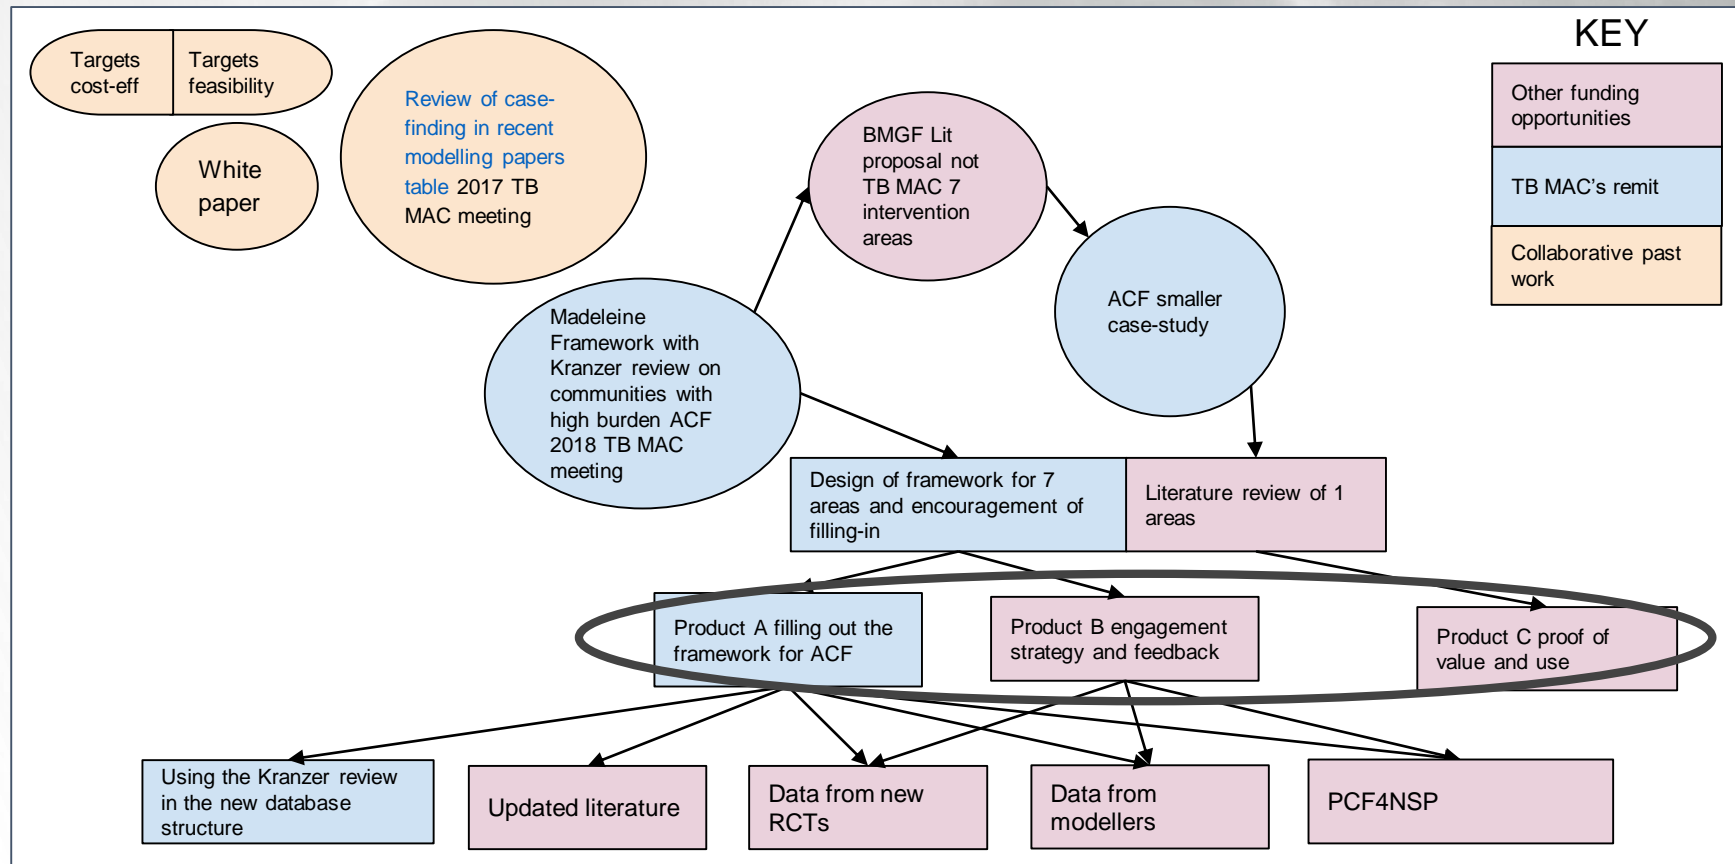 Targets
cost-eff
Targets
feasibility
White
paper
Review of case-
finding in recent
modelling papers
table 2017 TB
MAC meeting
BMGF Lit
proposal not
TB MAC 7
intervention
areas
ACF smaller
case-study
KEY
Other funding
opportunities
TB MAC's remit
Collaborative past
work
Madeleine
Framework with
Kranzer review on
communities with
high burden ACF
2018 TB MAC
meeting
Design of framework for 7
areas and encouragement of
filling-in
Literature review of 1
areas
Product A filling out the
framework for ACF
Product B engagement
strategy and feedback
Product C proof of
value and use
Using the Kranzer review
in the new database
structure
Updated literature
Data from new
RCTs
Data from
modellers
PCF4NSP